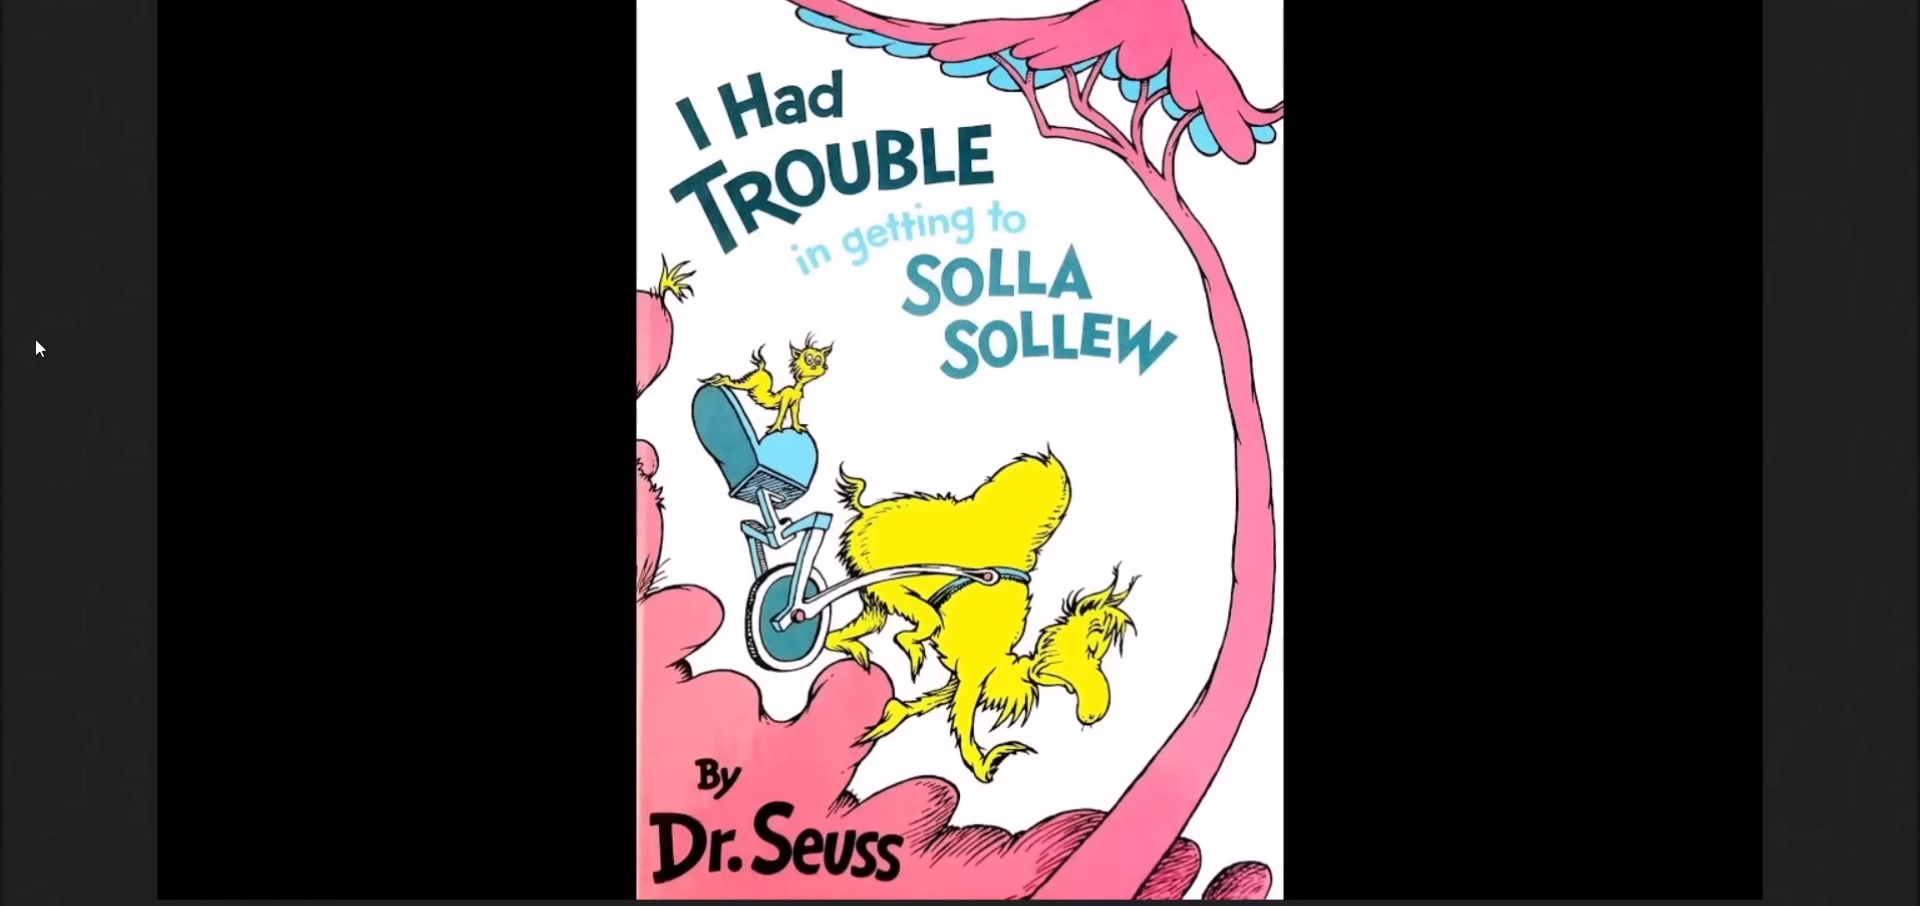 I Had
TROUBLE
in getting to
SOLLA
SOLLEW
By
Dr. Seuss